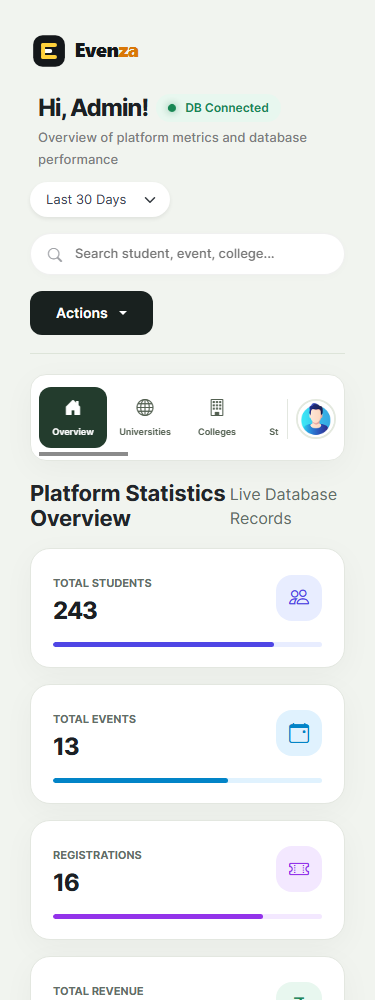 Evenza
Hi, Admin!
DB Connected
Overview of platform metrics and database
performance
Last 30 Days
Search student, event, college...
Actions
Overview
Universities
Colleges
St
Platform Statistics
Overview
Live Database
Records
TOTAL STUDENTS
243
TOTAL EVENTS
13
REGISTRATIONS
16
TOTAL REVENUE